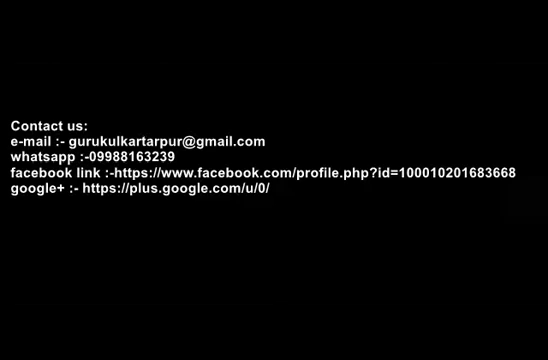 Contact us:
e-mail :- gurukulkartarpur@gmail.com
whatsapp :-09988163239
facebook link :-https://www.facebook.com/profile.php?id=100010201683668
google+ :- https://plus.google.com/u/0/